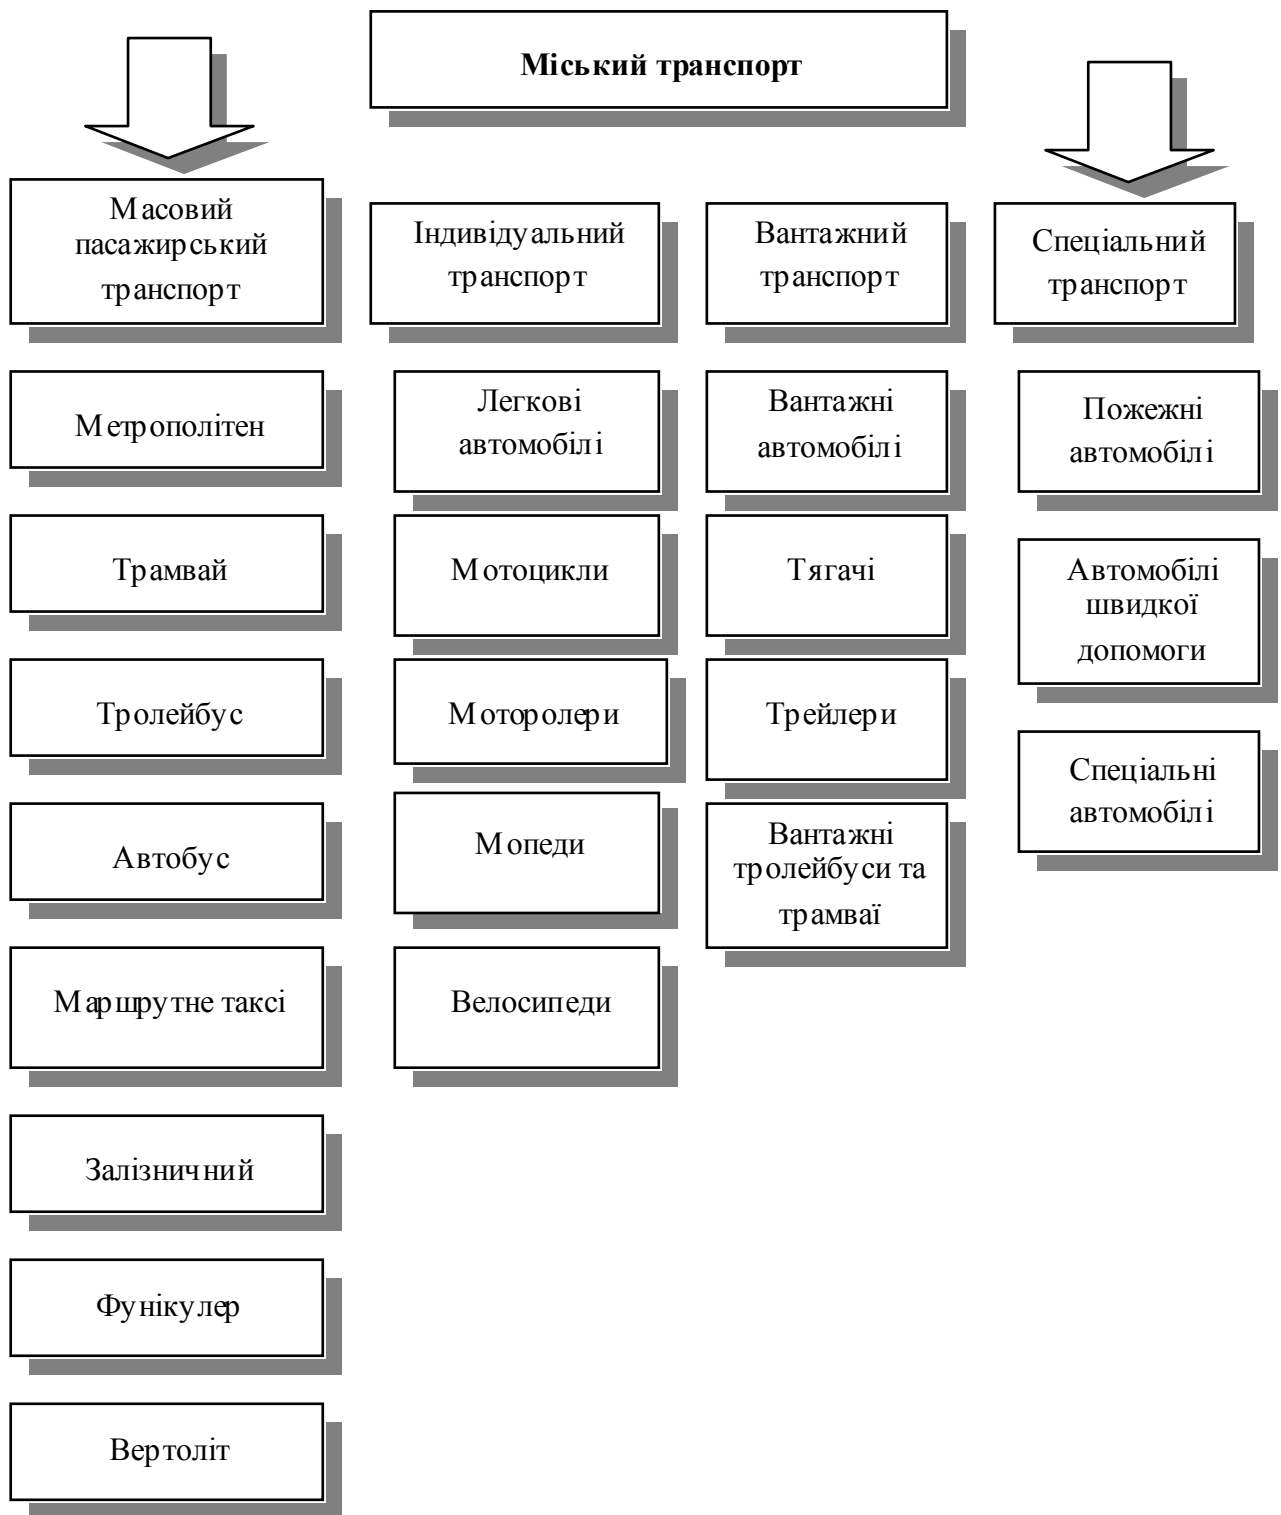 Міський транспорт
Масовий
пасажирський
транспорт
Метрополітен
Трамвай
Тролейбус
Автобус
Маршрутне таксі
Залізничний
Фунікулер
Вертоліт
Індивідуальний
транспорт
Легкові
автомобілі
Мотоцикли
Моторолери
Мопеди
Велосипеди
Вантажний
транспорт
Вантажні
автомобілі
Тягачі
Трейлери
Вантажні
тролейбуси та
трамваї
Спеціальний
транспорт
Пожежні
автомобілі
Автомобілі
швидкої
допомоги
Спеціальні
автомобілі